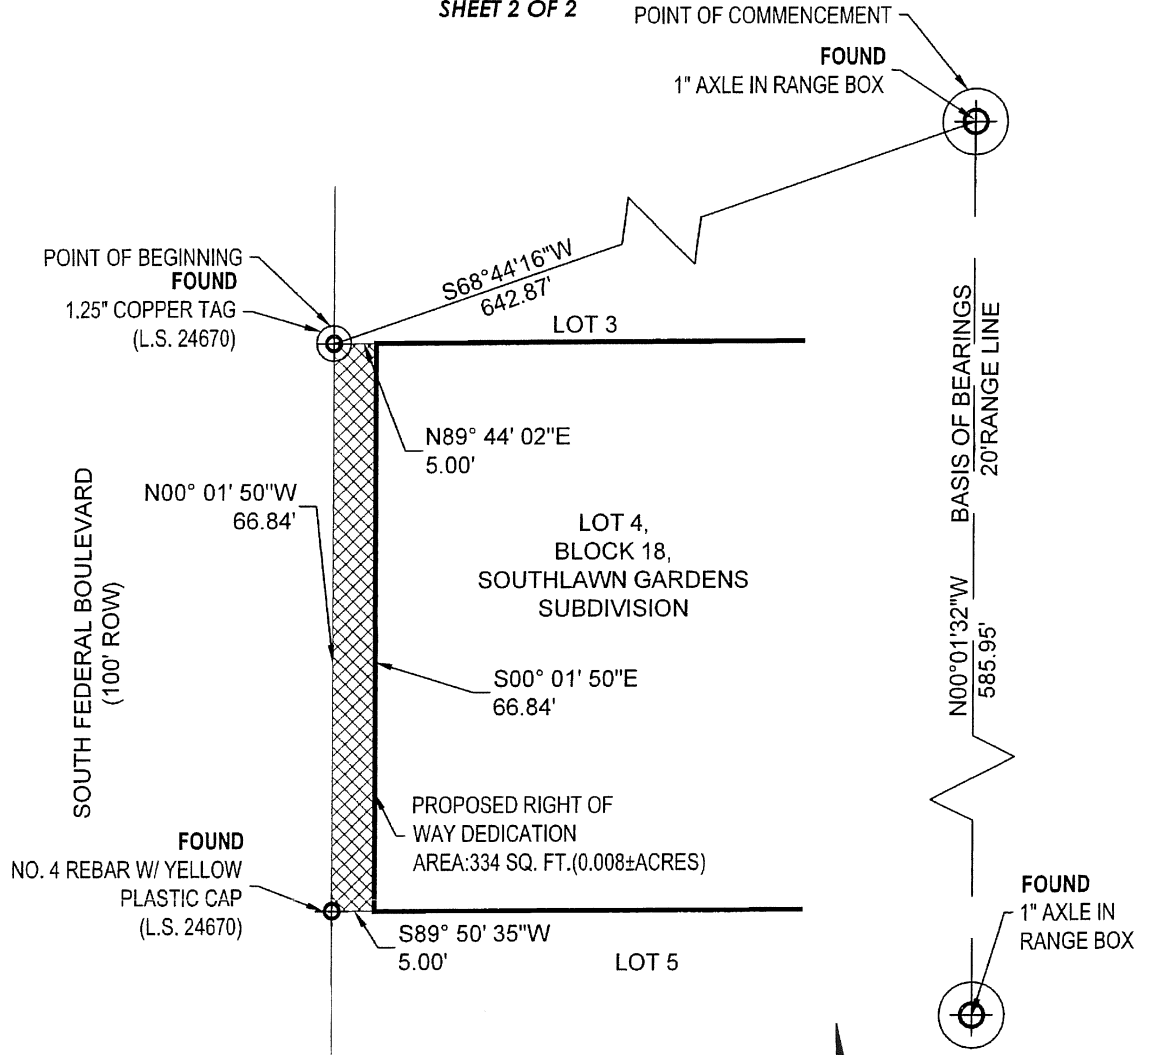 SHEET 2 OF 2
POINT OF COMMENCEMENT
FOUND
1" AXLE IN RANGE BOX
POINT OF BEGINNING
FOUND
1.25" COPPER TAG
(L.S. 24670)
S68°44'16"W
642.87'
LOT 3
N89° 44' 02"E
5.00'
N00° 01' 50"W
66.84'
SOUTH FEDERAL BOULEVARD
(100' ROW)
LOT 4,
BLOCK 18,
SOUTHLAWN GARDENS
SUBDIVISION
BASIS OF BEARINGS
20'RANGE LINE
N00°01'32"W
585.95'
S00° 01' 50"E
66.84'
PROPOSED RIGHT OF
WAY DEDICATION
AREA:334 SQ. FT.(0.008±ACRES)
FOUND
NO. 4 REBAR W/ YELLOW
PLASTIC CAP
(L.S. 24670)
S89° 50' 35"W
5.00'
LOT 5
FOUND
1" AXLE IN
RANGE BOX